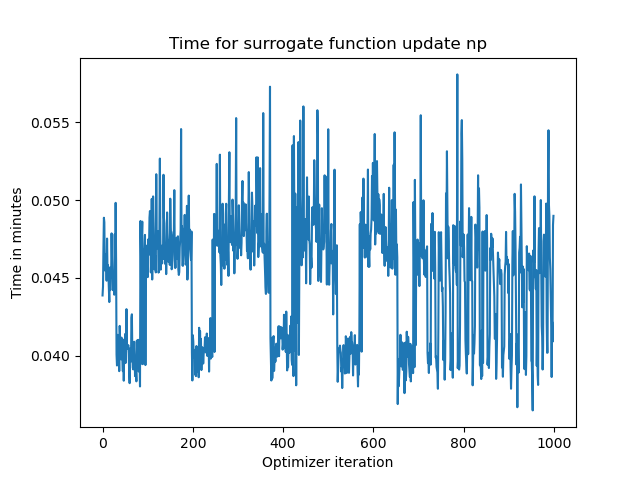 Time for surrogate function update np
Time in minutes
0.055
0.050
0.045
0.040
0 200 400 600 800 1000
Optimizer iteration